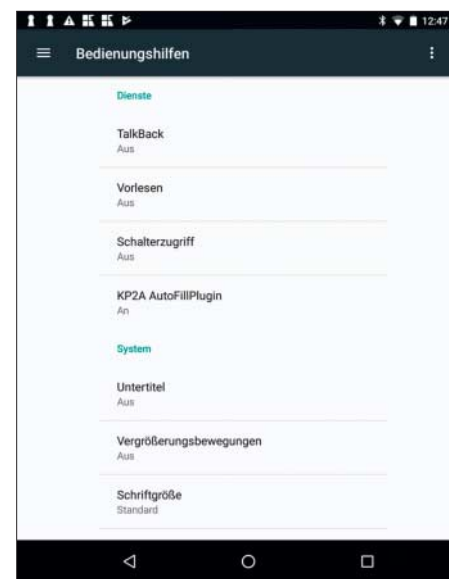 12:47
Bedienungshilfen
Dienste
TalkBack
Aus
Vorlesen
Aus
Schalterzugriff
Aus
KP2A AutoFillPlugin
An
System
Untertitel
Aus
Vergrößerungsbewegungen
Aus
Schriftgröße
Standard